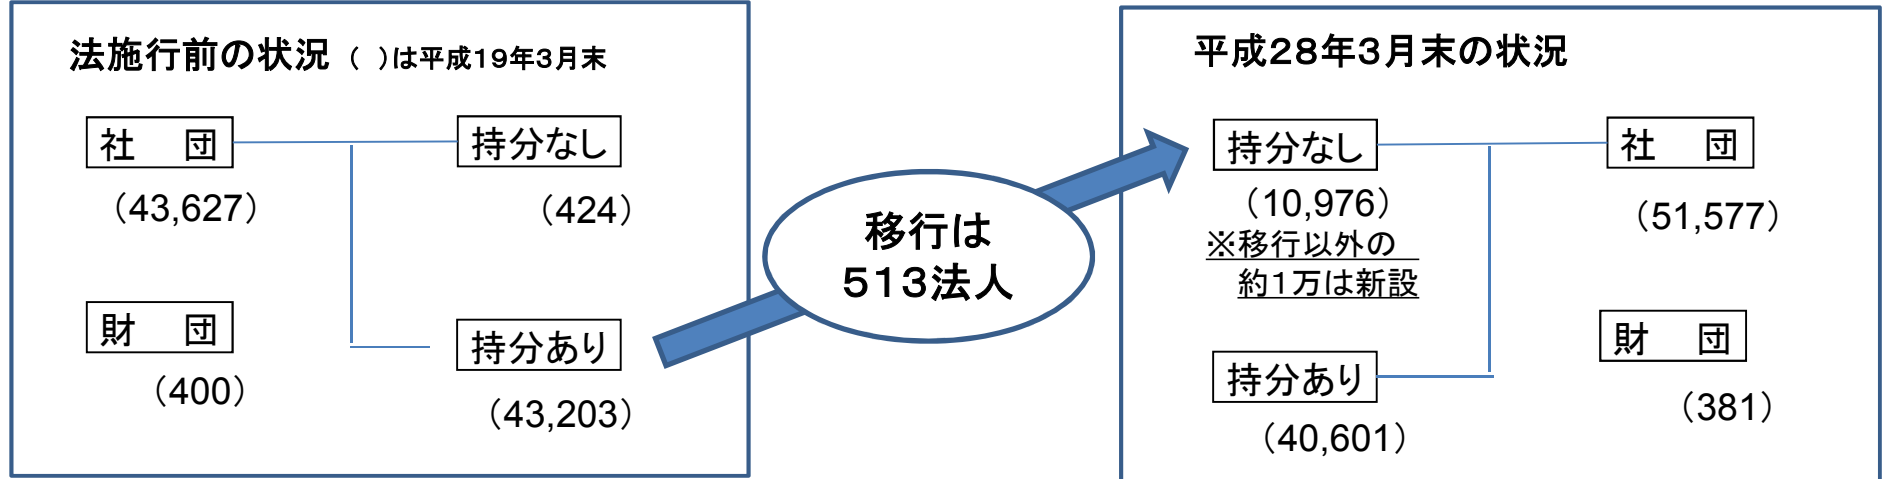 法施行前の状況（ ）は平成19年3月末
社　団
持分なし
（43,627）
（424）
財　団
持分あり
（400）
（43,203）
移行は
513法人
平成28年3月末の状況
持分なし
社　団
（10,976）
（51,577）
※移行以外の
約1万は新設
財　団
持分あり
（381）
（40,601）